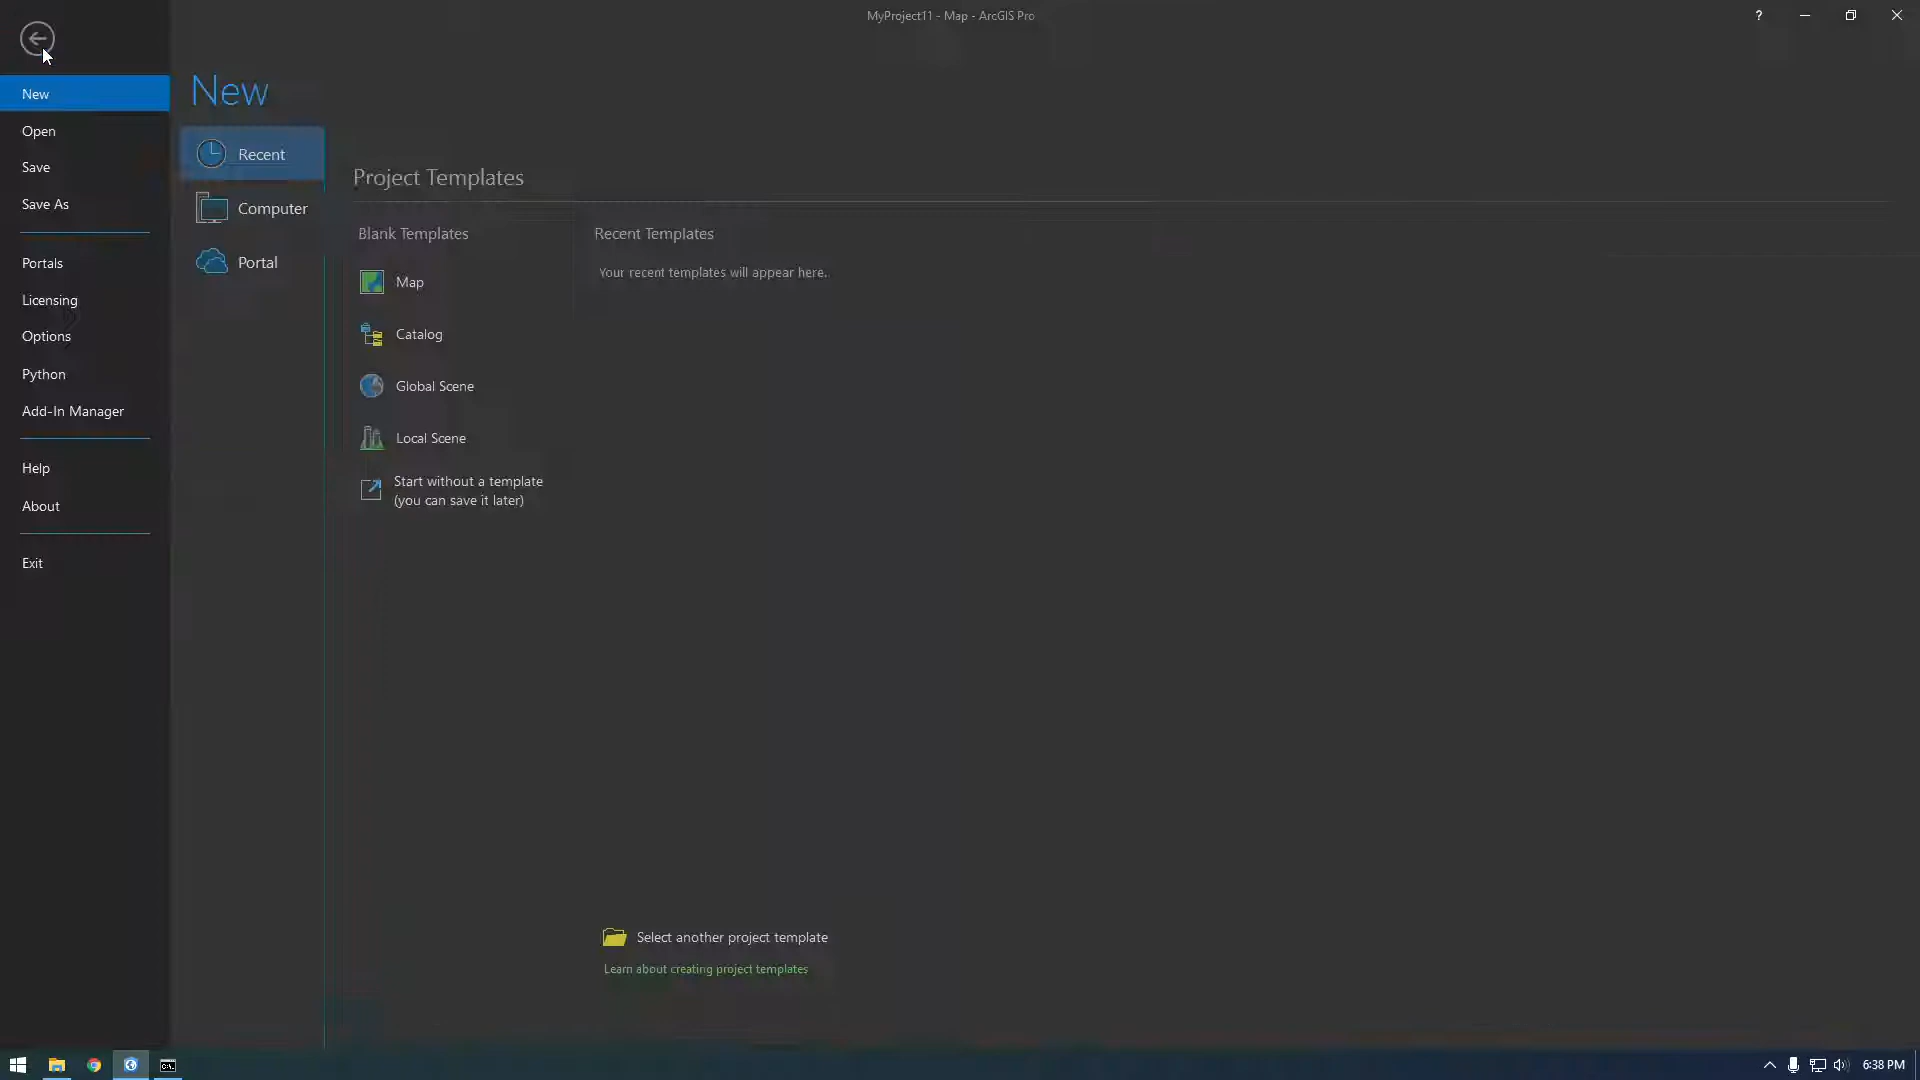 MyProject11 - Map - ArcGIS Pro
?
New
Open
Save
Save As
Portals
Licensing
Options
Python
Add-In Manager
Help
About
Exit
New
Recent
Computer
Portal
Project Templates
Blank Templates
Map
Catalog
Global Scene
Local Scene
Start without a template
(you can save it later)
Recent Templates
Your recent templates will appear here.
Select another project template
Learn about creating project templates
6:38 PM